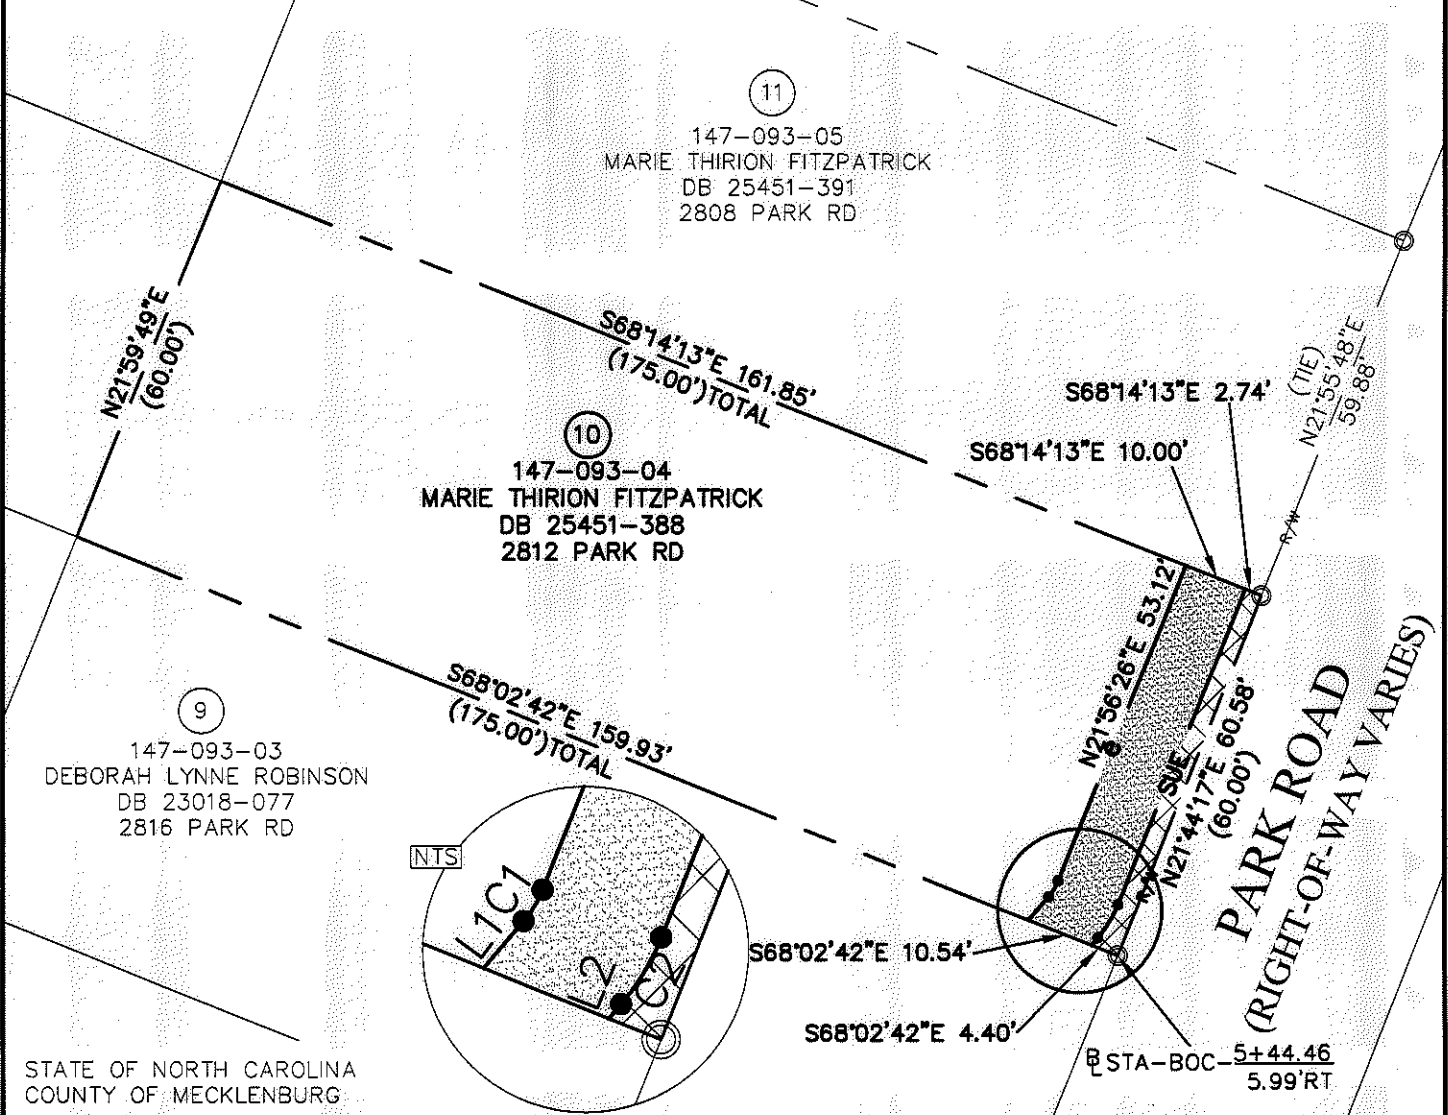 11
147-093-05
MARIE THIRION FITZPATRICK
DB 25451-391
2808 PARK RD
N21°59'49"E
(60.00')
S68°14'13"E 161.85'
(175.00')TOTAL
(TIE)
N21°55'48"E
59.88'
S68°14'13"E 2.74'
S68°14'13"E 10.00'
10
147-093-04
MARIE THIRION FITZPATRICK
DB 25451-388
2812 PARK RD
R/W
N21°56'26"E 53.12'
e
SUE
N21°44'17"E 60.58'
(60.00')
R/W
PARK ROAD
(RIGHT-OF-WAY VARIES)
S68°02'42"E 159.93'
(175.00')TOTAL
9
147-093-03
DEBORAH LYNNE ROBINSON
DB 23018-077
2816 PARK RD
NTS
L1
C1
L2
C2
S68°02'42"E 10.54'
S68°02'42"E 4.40'
BL STA-BOC-5+44.46
5.99'RT
STATE OF NORTH CAROLINA
COUNTY OF MECKLENBURG